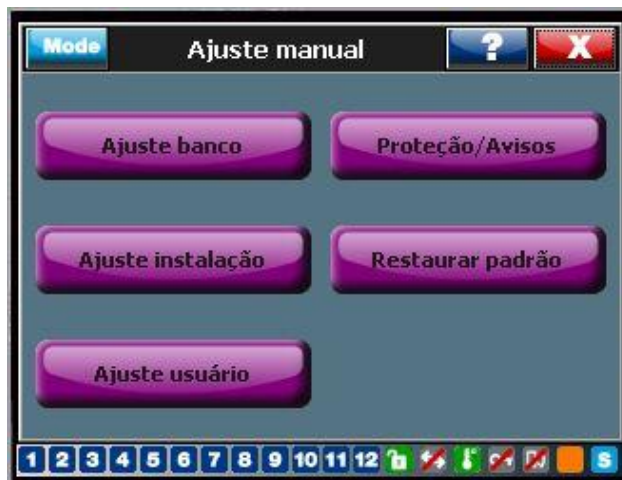 Mode Ajuste manual ? X
Ajuste banco Proteção/Avisos
Ajuste instalação Restaurar padrão
Ajuste usuário
1 2 3 4 5 6 7 8 9 10 11 12 S